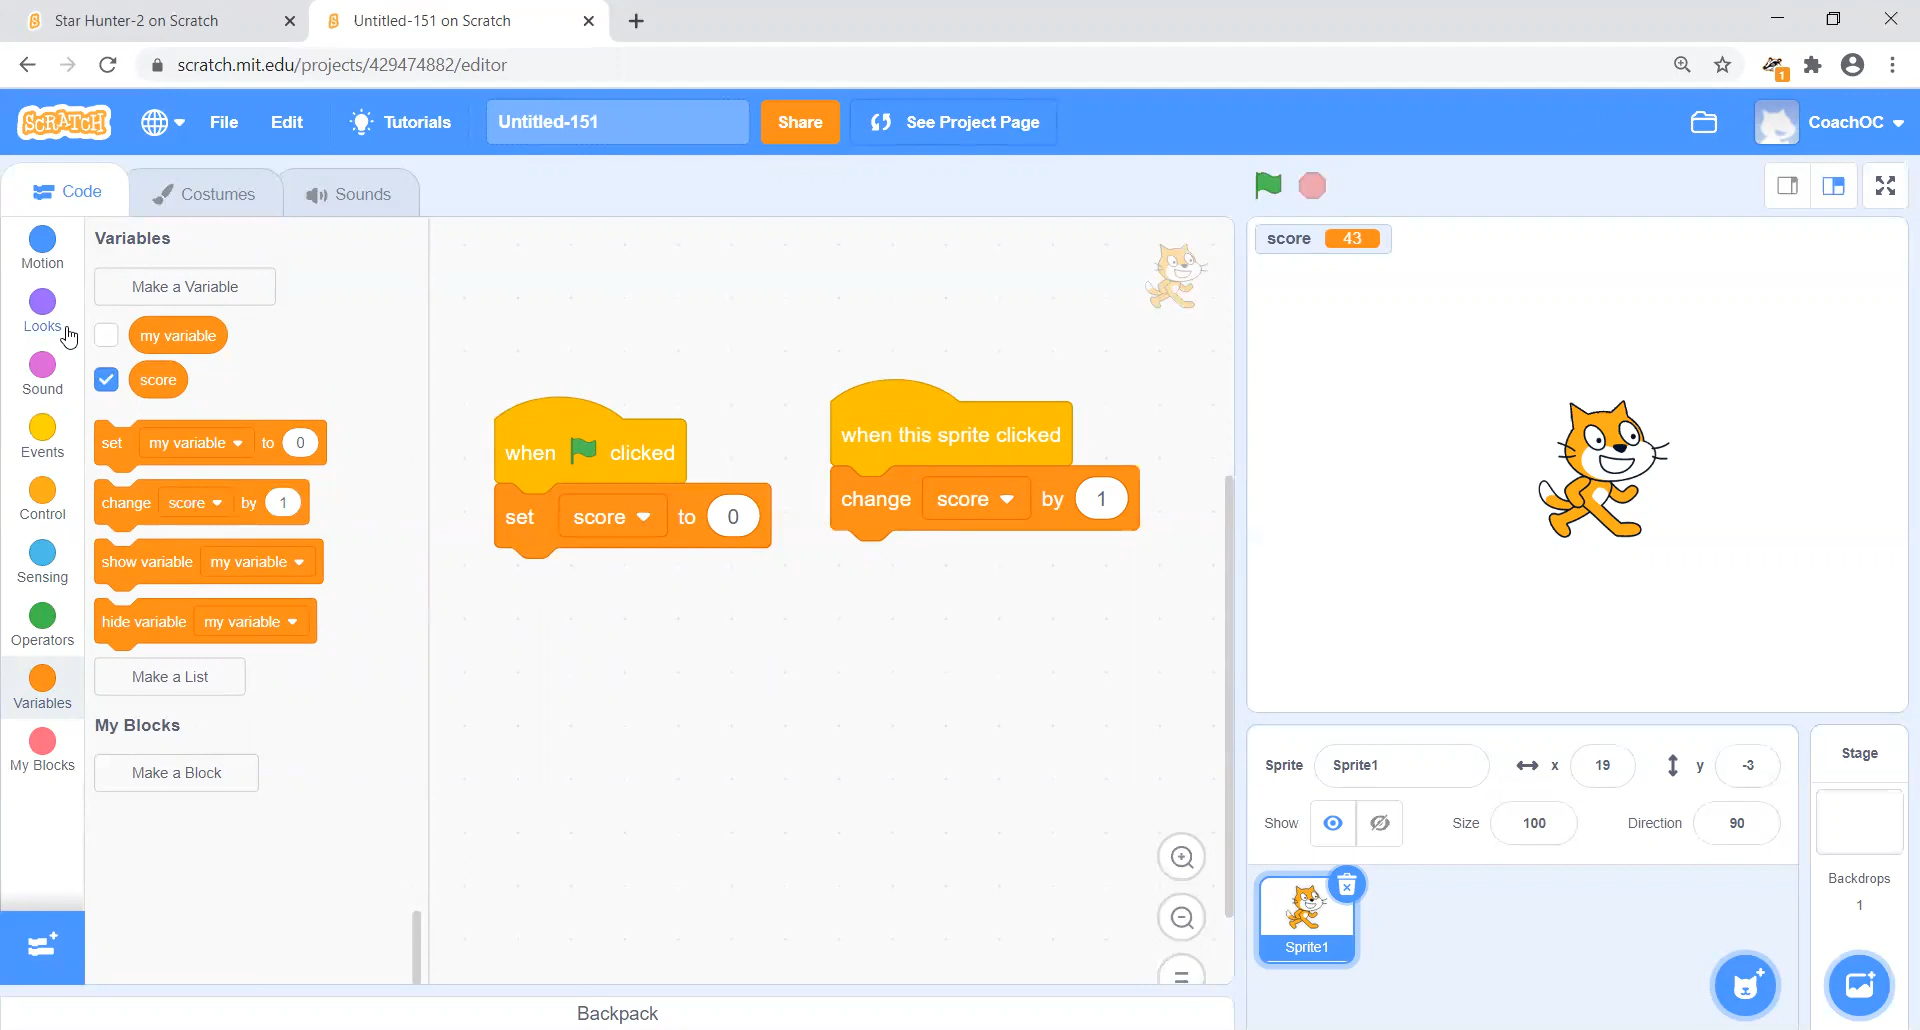 Star Hunter-2 on Scratch
Untitled-151 on Scratch
scratch.mit.edu/projects/429474882/editor
1
SCRATCH
File
Edit
Tutorials
Untitled-151
Share
See Project Page
CoachOC
Code
Costumes
Sounds
Motion
Looks
Sound
Events
Control
Sensing
Operators
Variables
My Blocks
Variables
Make a Variable
my variable
score
set my variable to 0
change score by 1
show variable my variable
hide variable my variable
Make a List
My Blocks
Make a Block
when clicked
set score to 0
when this sprite clicked
change score by 1
score 43
Sprite Sprite1 x 19 y -3
Show Size 100 Direction 90
Sprite1
Stage
Backdrops
1
Backpack